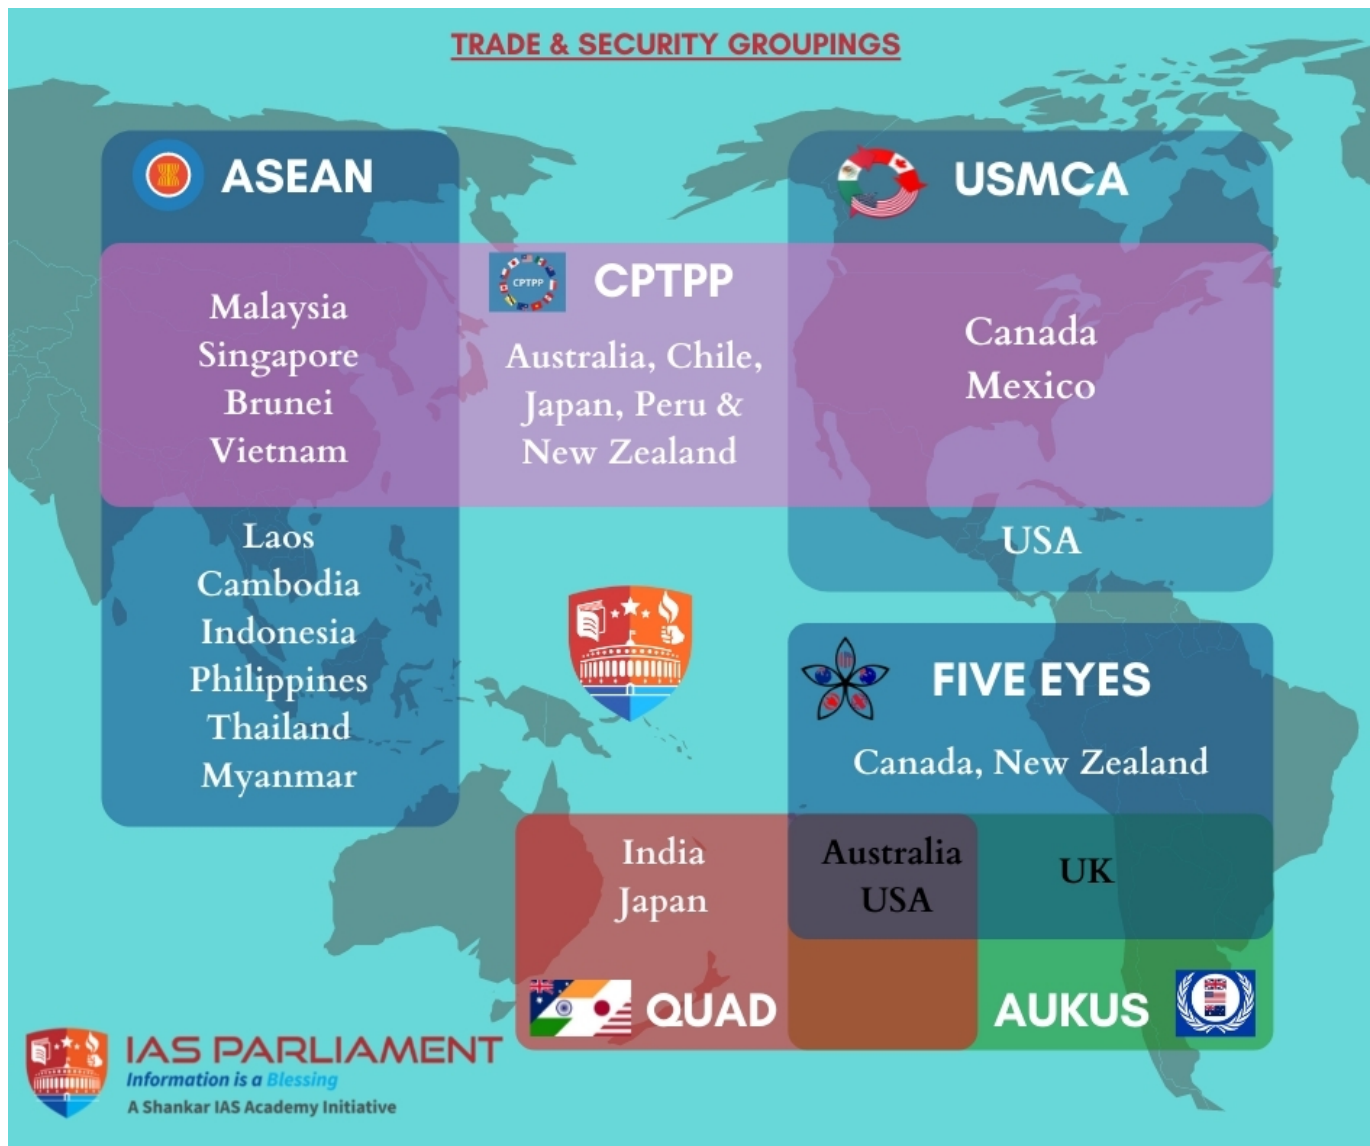 TRADE & SECURITY GROUPINGS
ASEAN
Malaysia
Singapore
Brunei
Vietnam
Laos
Cambodia
Indonesia
Philippines
Thailand
Myanmar
CPTPP
CPTPP
Australia, Chile,
Japan, Peru &
New Zealand
USMCA
Canada
Mexico
USA
FIVE EYES
Canada, New Zealand
Australia
USA
UK
India
Japan
QUAD
AUKUS
IAS PARLIAMENT
Information is a Blessing
A Shankar IAS Academy Initiative